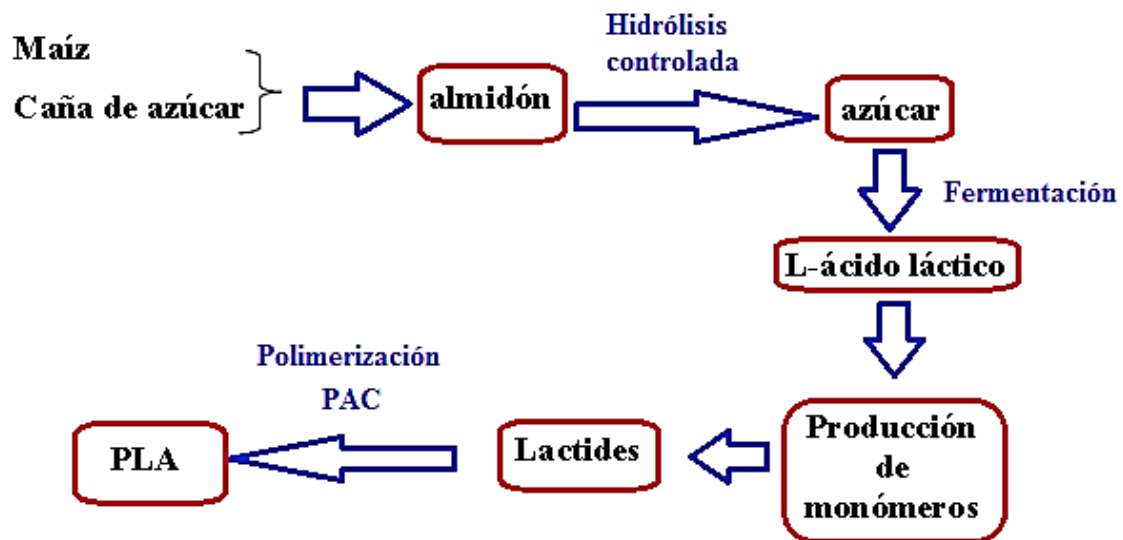 Maíz
Caña de azúcar
almidón
Hidrólisis
controlada
azúcar
Fermentación
L-ácido láctico
Producción
de
monómeros
Lactides
Polimerización
PAC
PLA